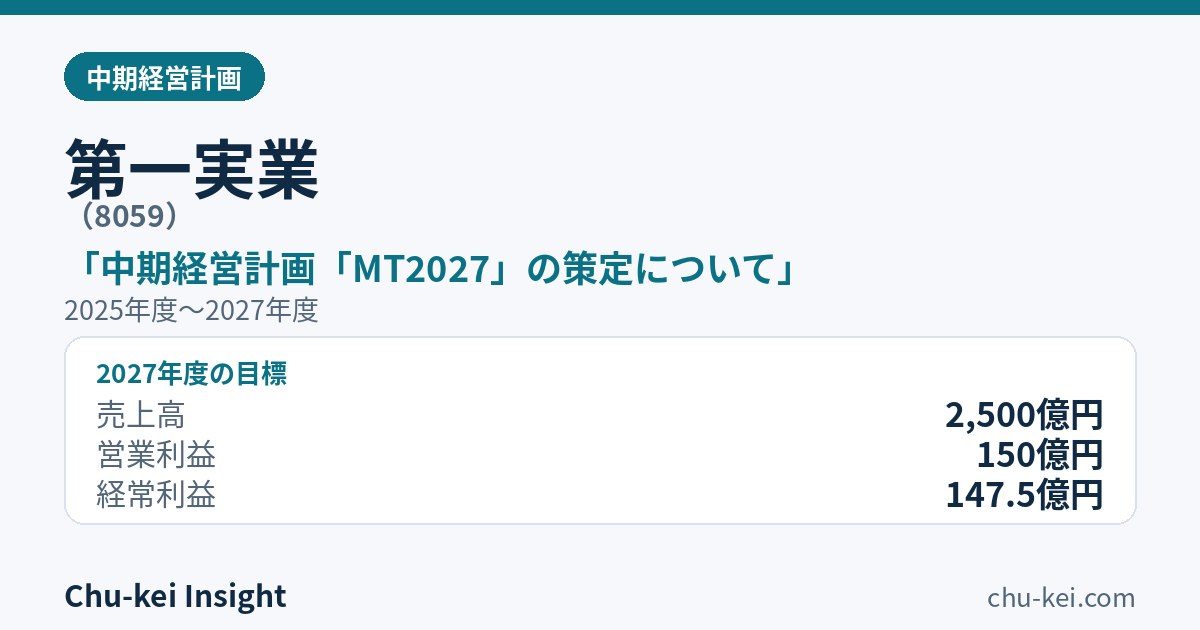 中期経営計画
第一実業
（8059）
「中期経営計画「MT2027」の策定について」
2025年度～2027年度
2027年度の目標
売上高 2,500億円
営業利益 150億円
経常利益 147.5億円
Chu-kei Insight chu-kei.com